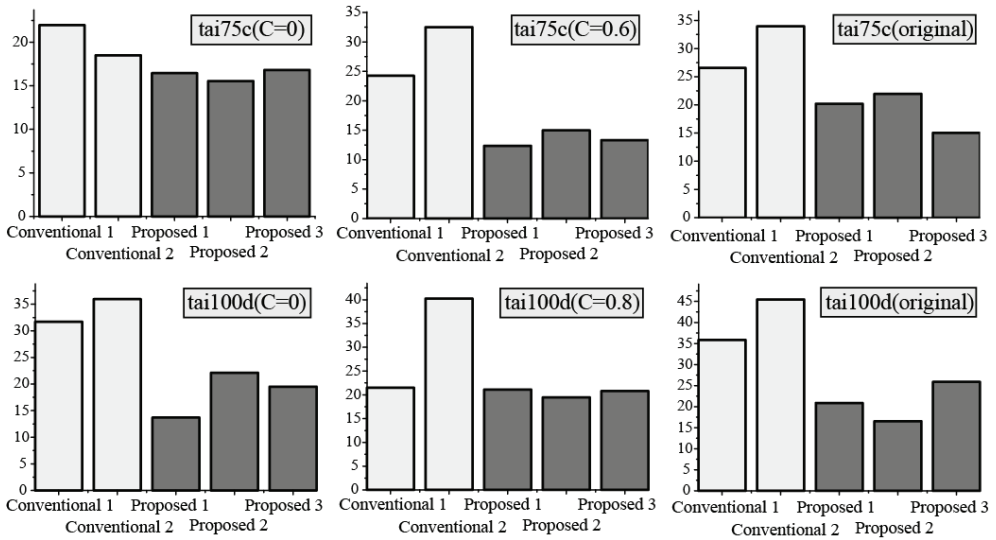 tai75c(C=0)
20
15
10
5
0
Conventional 1 Proposed 1 Proposed 3
Conventional 2 Proposed 2
tai75c(C=0.6)
35
30
25
20
15
10
5
0
Conventional 1 Proposed 1 Proposed 3
Conventional 2 Proposed 2
tai75c(original)
35
30
25
20
15
10
5
0
Conventional 1 Proposed 1 Proposed 3
Conventional 2 Proposed 2
tai100d(C=0)
35
30
25
20
15
10
5
0
Conventional 1 Proposed 1 Proposed 3
Conventional 2 Proposed 2
tai100d(C=0.8)
40
35
30
25
20
15
10
5
0
Conventional 1 Proposed 1 Proposed 3
Conventional 2 Proposed 2
tai100d(original)
45
40
35
30
25
20
15
10
5
0
Conventional 1 Proposed 1 Proposed 3
Conventional 2 Proposed 2